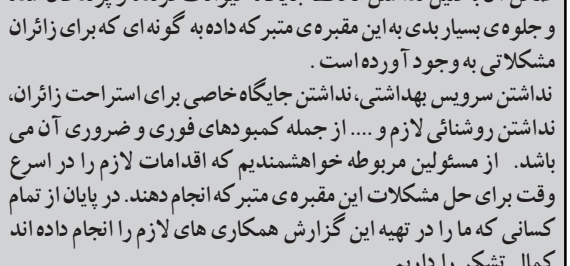 و جلوه ی بسیار بدی به این مقبره ی متبرکه داده به گونه ای که برای زائران
مشکلاتی به وجود آورده است .
نداشتن سرویس بهداشتی،نداشتن جایگاه خاصی برای استراحت زائران،
نداشتن روشنائی لازم و .... از جمله کمبودهای فوری و ضروری آن می
باشد. از مسئولین مربوطه خواهشمندیم که اقدامات لازم را در اسرع
وقت برای حل مشکلات این مقبره ی متبرکه انجام دهند. در پایان از تمام
کسانی که ما را در تهیه این گزارش همکاری های لازم را انجام داده اند
کمال تشکر را داریم